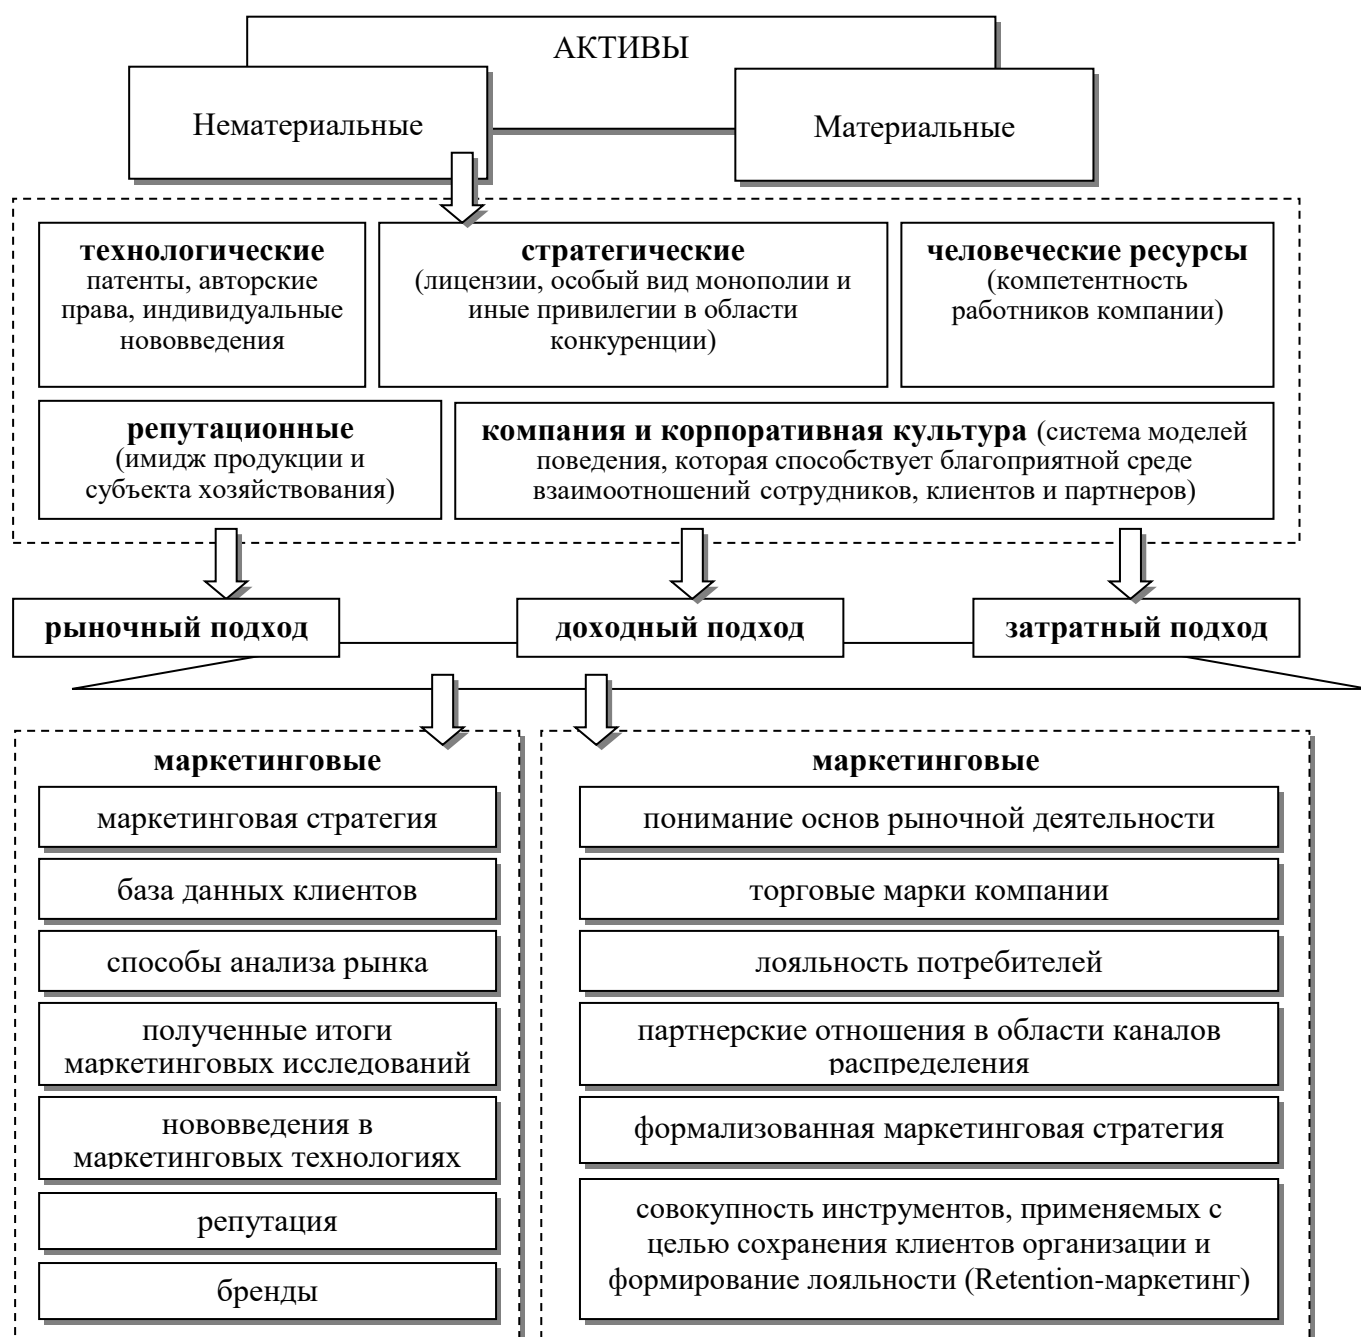 АКТИВЫ
Нематериальные
Материальные
технологические
патенты, авторские
права, индивидуальные
нововведения
стратегические
(лицензии, особый вид монополии и
иные привилегии в области
конкуренции)
человеческие ресурсы
(компетентность
работников компании)
репутационные
(имидж продукции и
субъекта хозяйствования)
компания и корпоративная культура (система моделей
поведения, которая способствует благоприятной среде
взаимоотношений сотрудников, клиентов и партнеров)
рыночный подход
доходный подход
затратный подход
маркетинговые
маркетинговая стратегия
база данных клиентов
способы анализа рынка
полученные итоги
маркетинговых исследований
нововведения в
маркетинговых технологиях
репутация
бренды
маркетинговые
понимание основ рыночной деятельности
торговые марки компании
лояльность потребителей
партнерские отношения в области каналов
распределения
формализованная маркетинговая стратегия
совокупность инструментов, применяемых с
целью сохранения клиентов организации и
формирование лояльности (Retention-маркетинг)